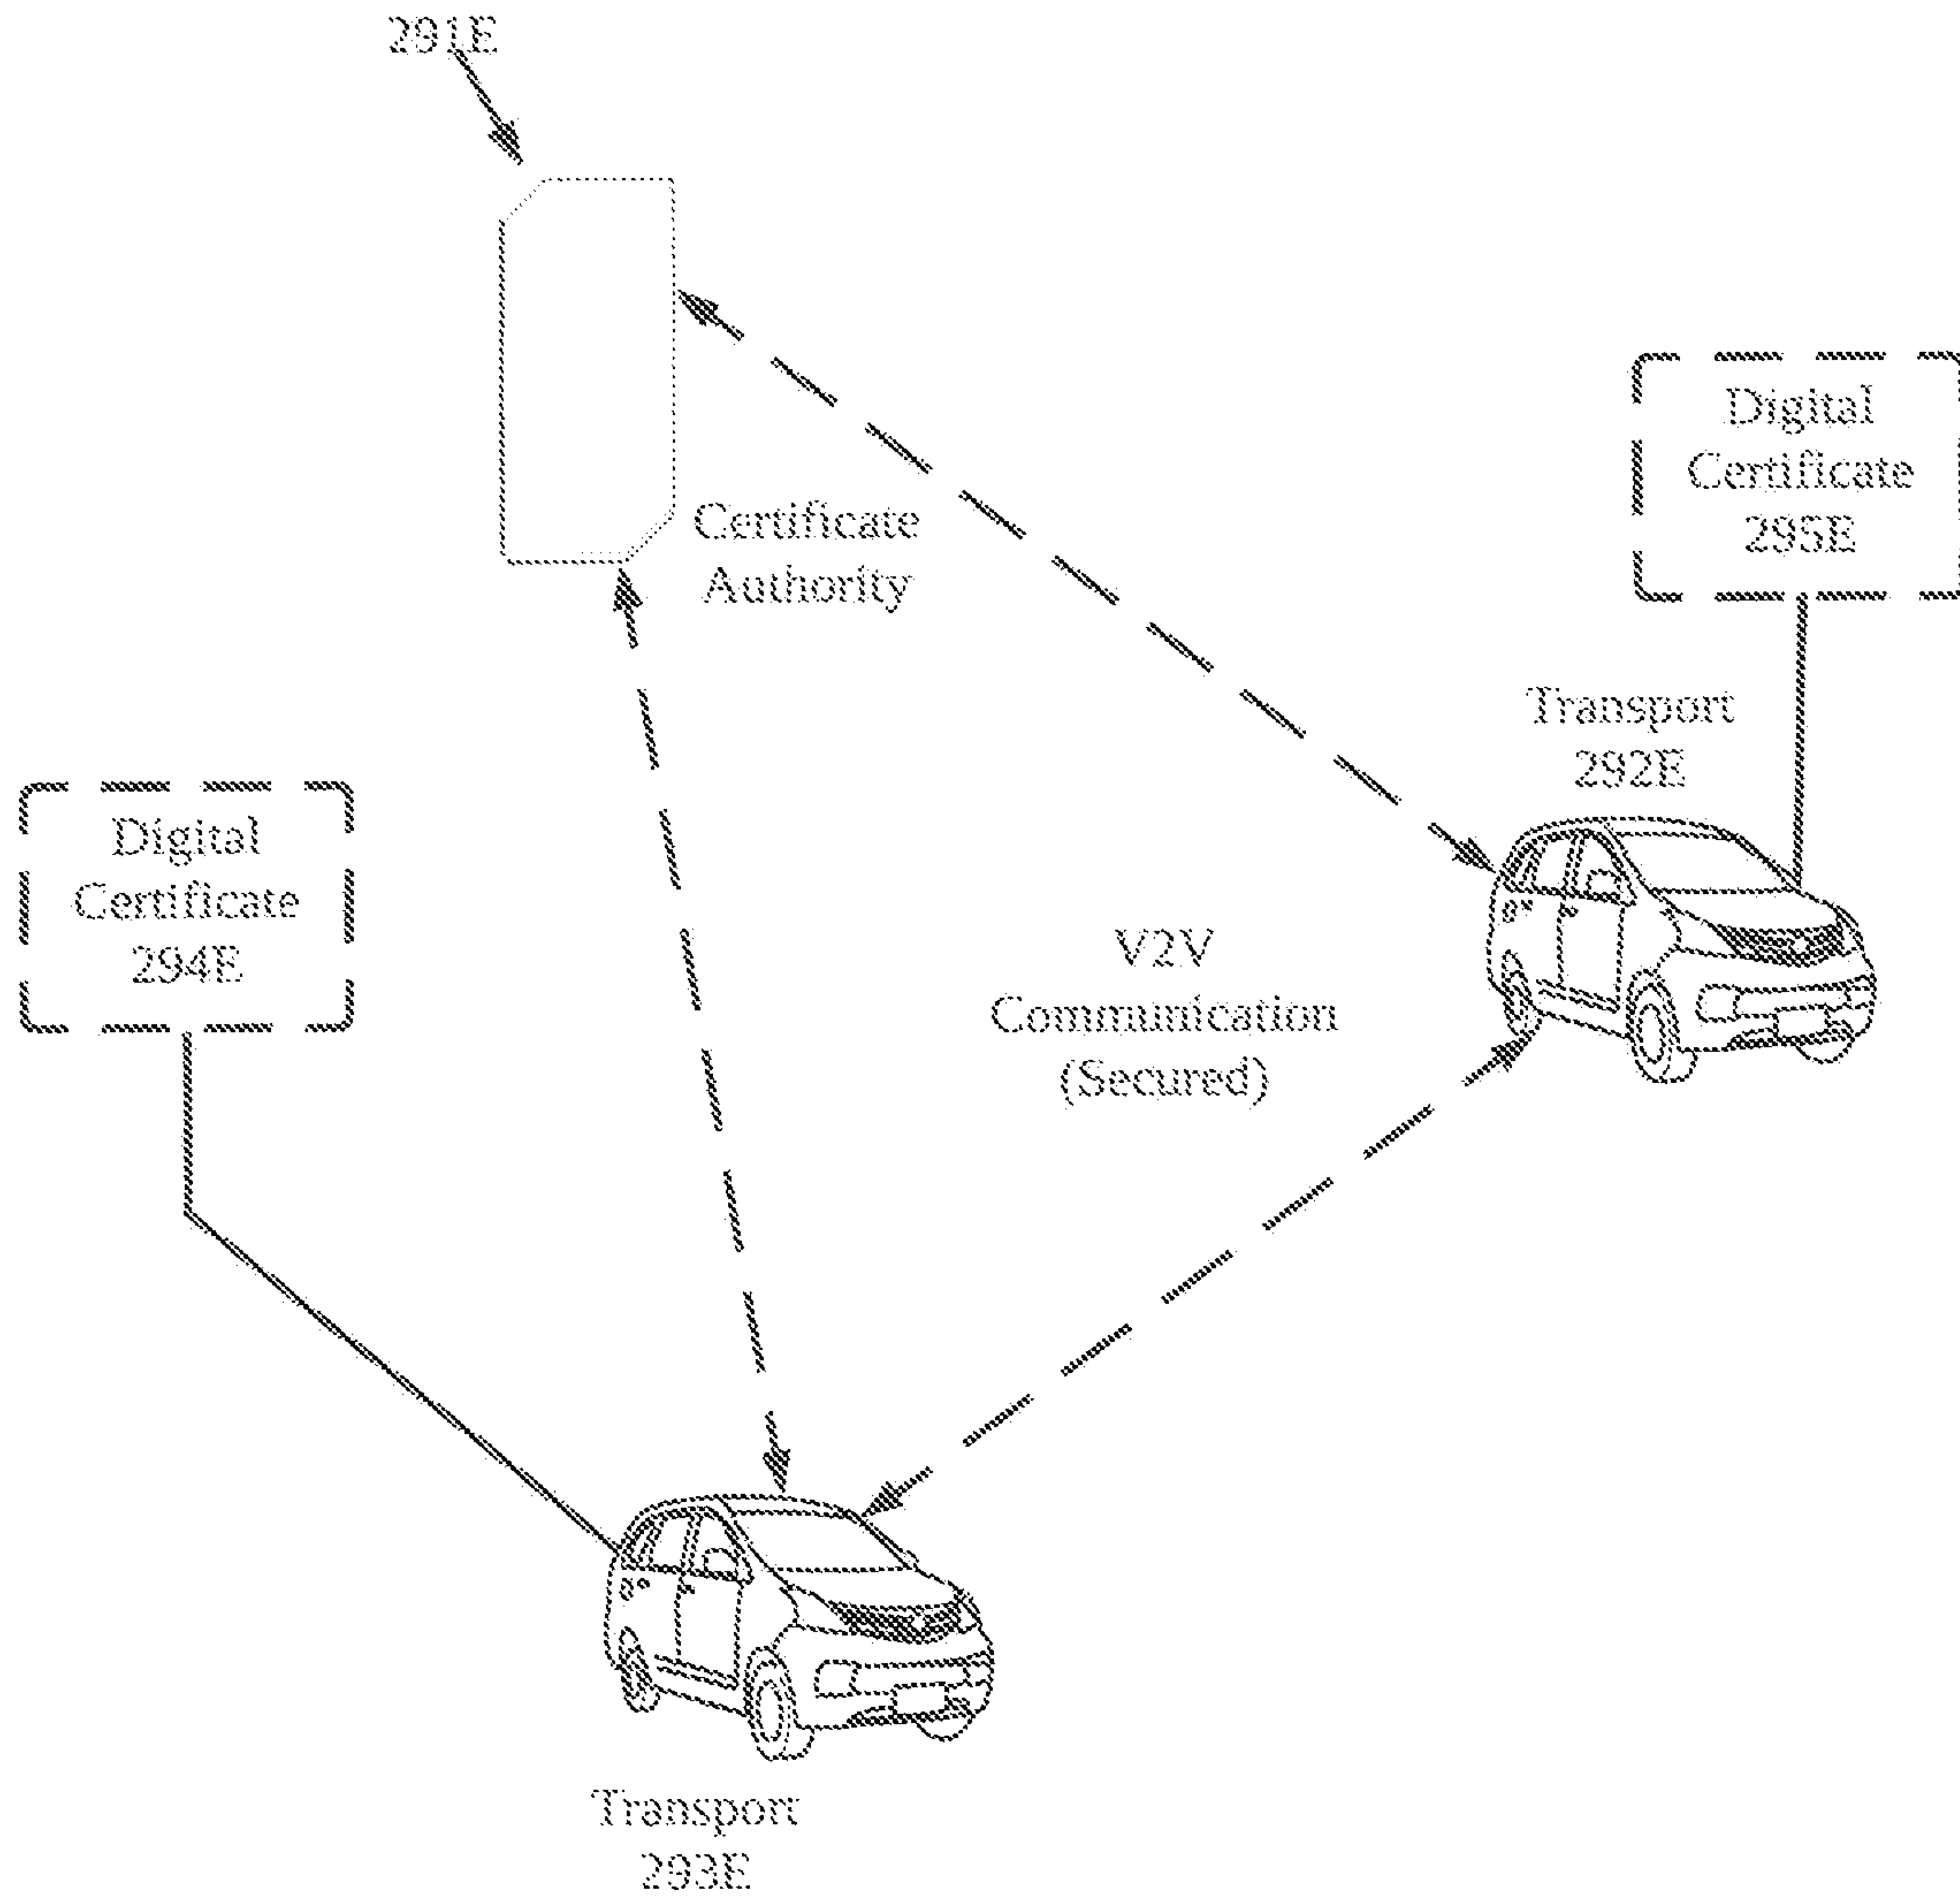 291E
Certificate
Authority
Digital
Certificate
295E
Transport
292E
Digital
Certificate
294E
V2V
Communication
(Secured)
Transport
293E